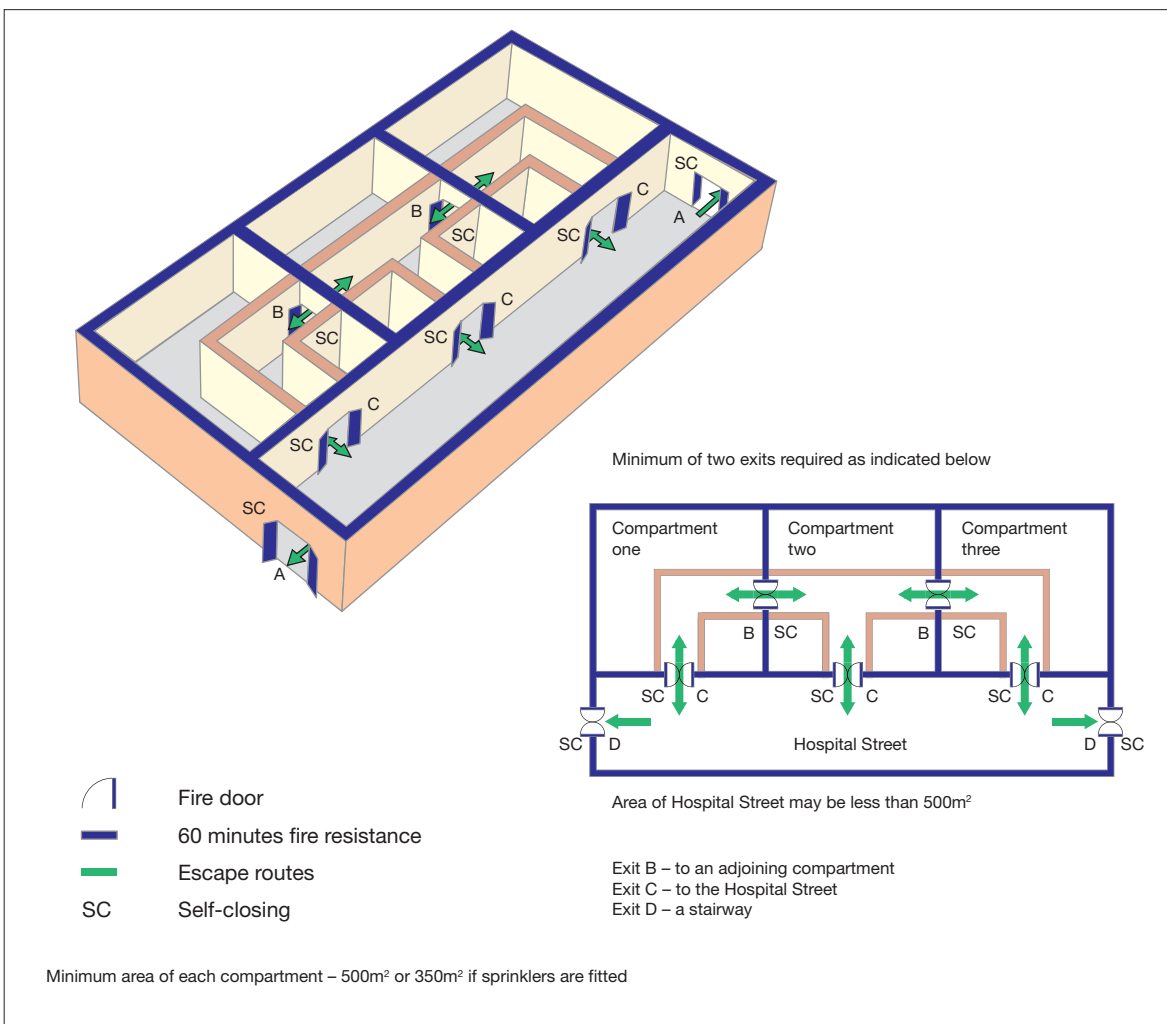 SC
C
A
SC
B
SC
C
SC
B
SC
C
SC
SC
A
Minimum of two exits required as indicated below
Compartment one
Compartment two
Compartment three
B
SC
B
SC
SC
C
SC
C
SC
C
SC
D
Hospital Street
D
SC
Area of Hospital Street may be less than 500m²
Fire door
60 minutes fire resistance
Escape routes
SC
Self-closing
Exit B – to an adjoining compartment
Exit C – to the Hospital Street
Exit D – a stairway
Minimum area of each compartment – 500m² or 350m² if sprinklers are fitted